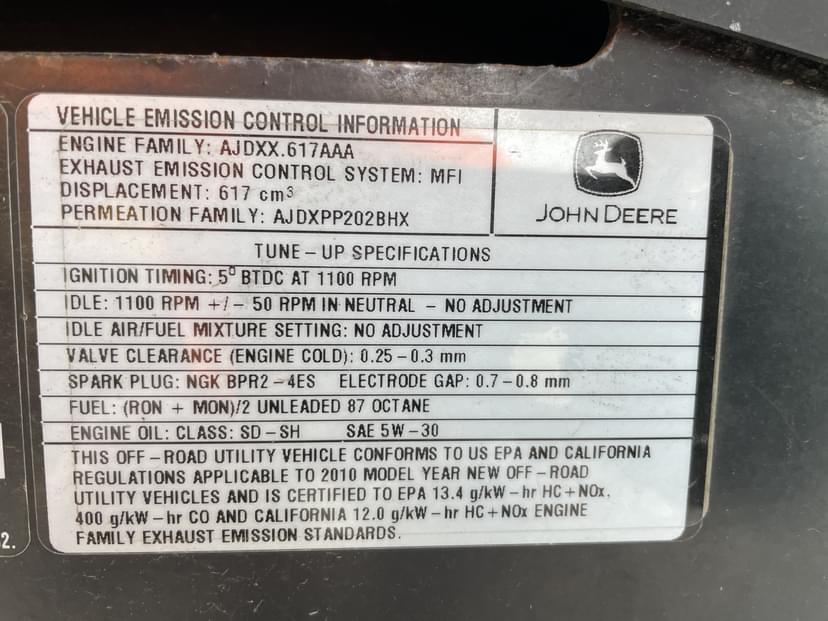 VEHICLE EMISSION CONTROL INFORMATION
ENGINE FAMILY: AJDXX.617AAA
EXHAUST EMISSION CONTROL SYSTEM: MFI
DISPLACEMENT: 617 cm³
PERMEATION FAMILY: AJDXPP202BHX
JOHN DEERE
TUNE-UP SPECIFICATIONS
IGNITION TIMING: 5° BTDC AT 1100 RPM
IDLE: 1100 RPM +/- 50 RPM IN NEUTRAL - NO ADJUSTMENT
IDLE AIR/FUEL MIXTURE SETTING: NO ADJUSTMENT
VALVE CLEARANCE (ENGINE COLD): 0.25-0.3 mm
SPARK PLUG: NGK BPR2-4ES ELECTRODE GAP: 0.7-0.8 mm
FUEL: (RON + MON)/2 UNLEADED 87 OCTANE
ENGINE OIL: CLASS: SD-SH SAE 5W-30
THIS OFF-ROAD UTILITY VEHICLE CONFORMS TO US EPA AND CALIFORNIA
REGULATIONS APPLICABLE TO 2010 MODEL YEAR NEW OFF-ROAD
UTILITY VEHICLES AND IS CERTIFIED TO EPA 13.4 g/kW-hr HC+NOx,
400 g/kW-hr CO AND CALIFORNIA 12.0 g/kW-hr HC+NOx ENGINE
FAMILY EXHAUST EMISSION STANDARDS.
2.